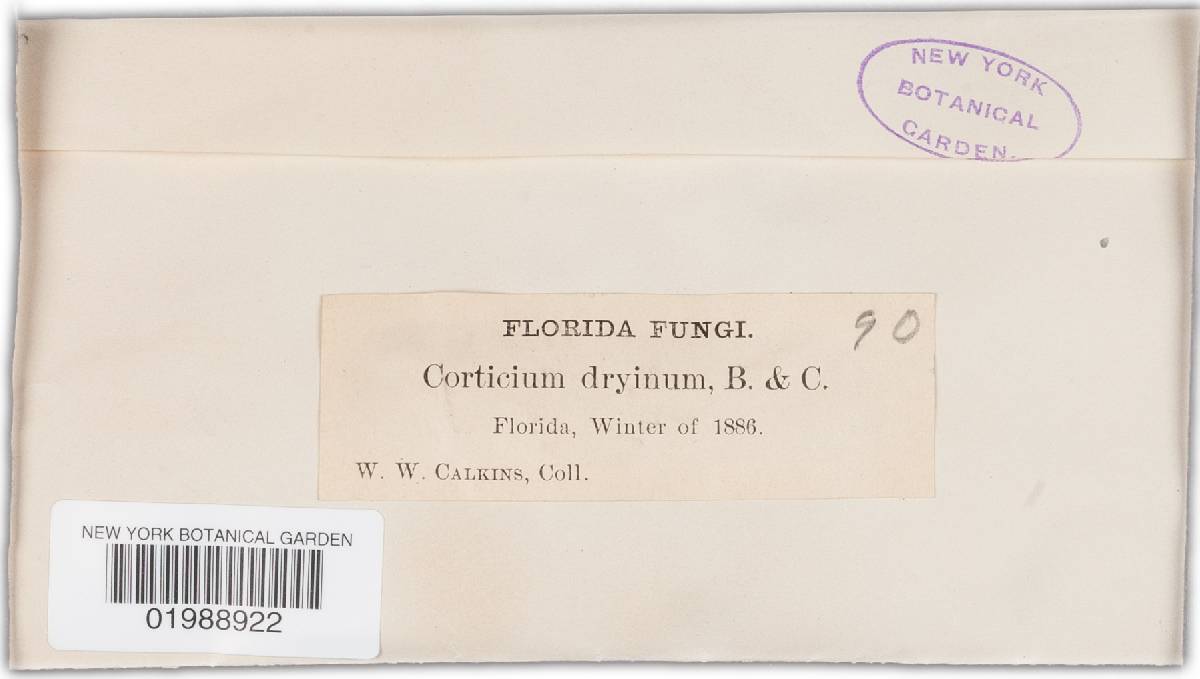 NEW YORK
BOTANICAL
GARDEN.
FLORIDA FUNGI. 90
Corticium dryinum, B. & C.
Florida, Winter of 1886.
W. W. CALKINS, Coll.
NEW YORK BOTANICAL GARDEN
01988922